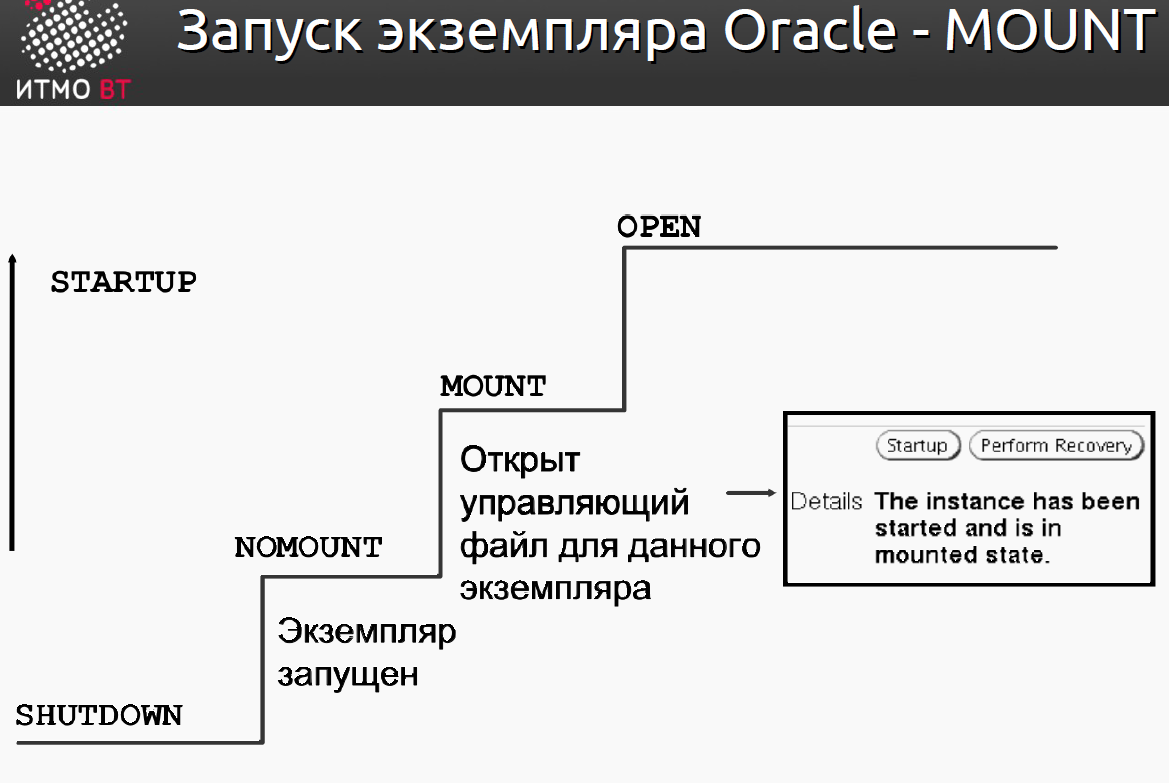 Запуск экземпляра Oracle - MOUNT
ИТМО ВТ
OPEN
STARTUP
MOUNT
Открыт
управляющий
файл для данного
экземпляра
Startup Perform Recovery
Details The instance has been
started and is in
mounted state.
NOMOUNT
Экземпляр
запущен
SHUTDOWN